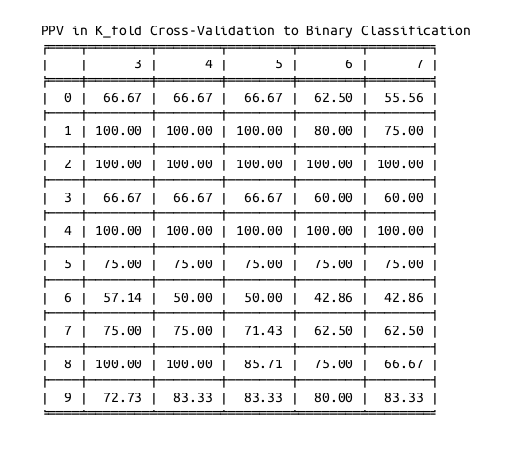 PPV in K_fold Cross-Validation to Binary Classification
| | 3 | 4 | 5 | 6 | 7 |
| 0 | 66.67 | 66.67 | 66.67 | 62.50 | 55.56 |
| 1 | 100.00 | 100.00 | 100.00 | 80.00 | 75.00 |
| 2 | 100.00 | 100.00 | 100.00 | 100.00 | 100.00 |
| 3 | 66.67 | 66.67 | 66.67 | 60.00 | 60.00 |
| 4 | 100.00 | 100.00 | 100.00 | 100.00 | 100.00 |
| 5 | 75.00 | 75.00 | 75.00 | 75.00 | 75.00 |
| 6 | 57.14 | 50.00 | 50.00 | 42.86 | 42.86 |
| 7 | 75.00 | 75.00 | 71.43 | 62.50 | 62.50 |
| 8 | 100.00 | 100.00 | 85.71 | 75.00 | 66.67 |
| 9 | 72.73 | 83.33 | 83.33 | 80.00 | 83.33 |